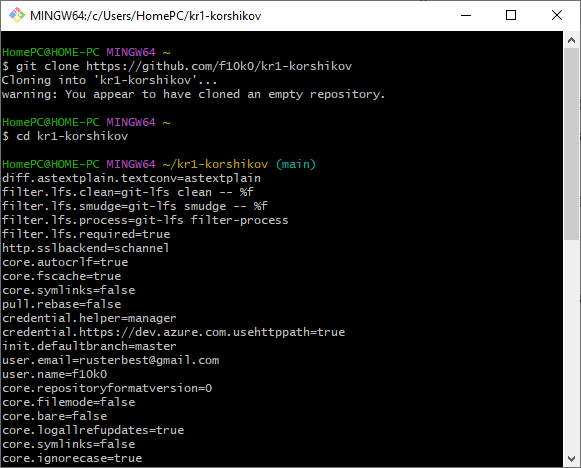 MINGW64:/c/Users/HomePC/kr1-korshikov
HomePC@HOME-PC MINGW64 ~
$ git clone https://github.com/f10k0/kr1-korshikov
Cloning into 'kr1-korshikov'...
warning: You appear to have cloned an empty repository.
HomePC@HOME-PC MINGW64 ~
$ cd kr1-korshikov
HomePC@HOME-PC MINGW64 ~/kr1-korshikov (main)
diff.astextplain.textconv=astextplain
filter.lfs.clean=git-lfs clean -- %f
filter.lfs.smudge=git-lfs smudge -- %f
filter.lfs.process=git-lfs filter-process
filter.lfs.required=true
http.sslbackend=schannel
core.autocrlf=true
core.fscache=true
core.symlinks=false
pull.rebase=false
credential.helper=manager
credential.https://dev.azure.com.usehttppath=true
init.defaultbranch=master
user.email=rusterbest@gmail.com
user.name=f10k0
core.repositoryformatversion=0
core.filemode=false
core.bare=false
core.logallrefupdates=true
core.symlinks=false
core.ignorecase=true